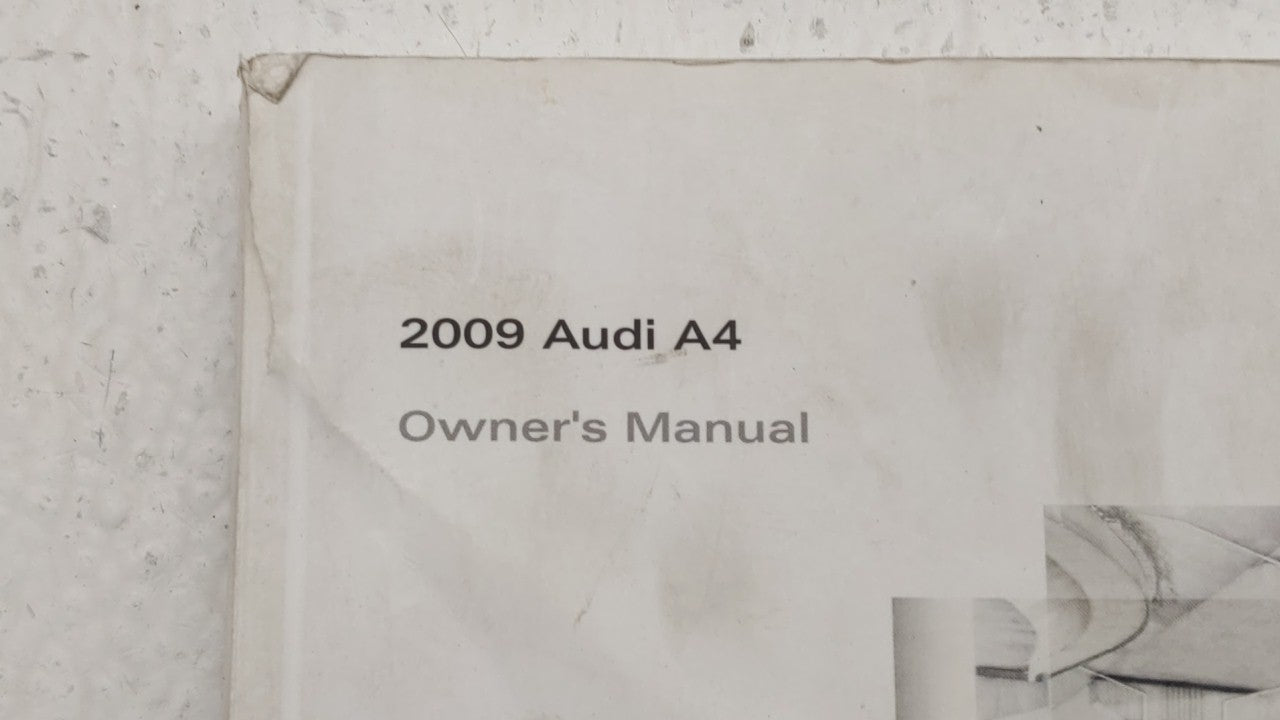 2009 Audi A4
Owner's Manual